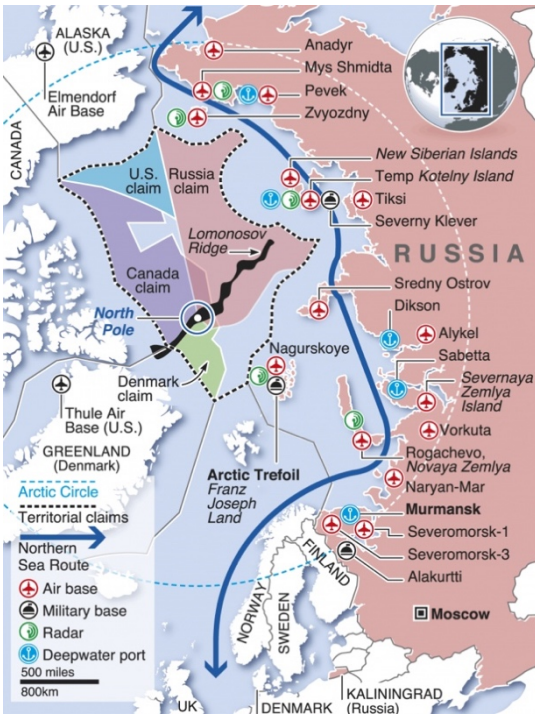 ALASKA
(U.S.)
Elmendorf
Air Base
CANADA
Anadyr
Mys Shmidta
Pevek
Zvyozdny
New Siberian Islands
Temp Kotelny Island
Tiksi
Severny Klever
RUSSIA
U.S.
claim
Russia
claim
Lomonosov
Ridge
Canada
claim
North
Pole
Denmark
claim
Sredny Ostrov
Dikson
Alykel
Sabetta
Severnaya
Zemlya
Island
Vorkuta
Nagurskoye
Thule Air
Base (U.S.)
GREENLAND
(Denmark)
Arctic Trefoil
Franz
Joseph
Land
Rogachevo,
Novaya Zemlya
Naryan-Mar
Murmansk
Severomorsk-1
Severomorsk-3
Alakurtti
Moscow
FINLAND
NORWAY
SWEDEN
UK
DENMARK
KALININGRAD
(Russia)
Arctic Circle
Territorial claims
Northern
Sea Route
Air base
Military base
Radar
Deepwater port
500 miles
800km